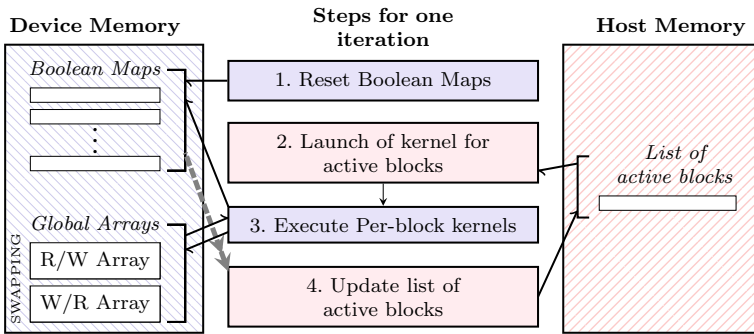 Device Memory
Steps for one
iteration
Host Memory
Boolean Maps
1. Reset Boolean Maps
2. Launch of kernel for
active blocks
List of
active blocks
Global Arrays
3. Execute Per-block kernels
SWAPPING
R/W Array
W/R Array
4. Update list of
active blocks